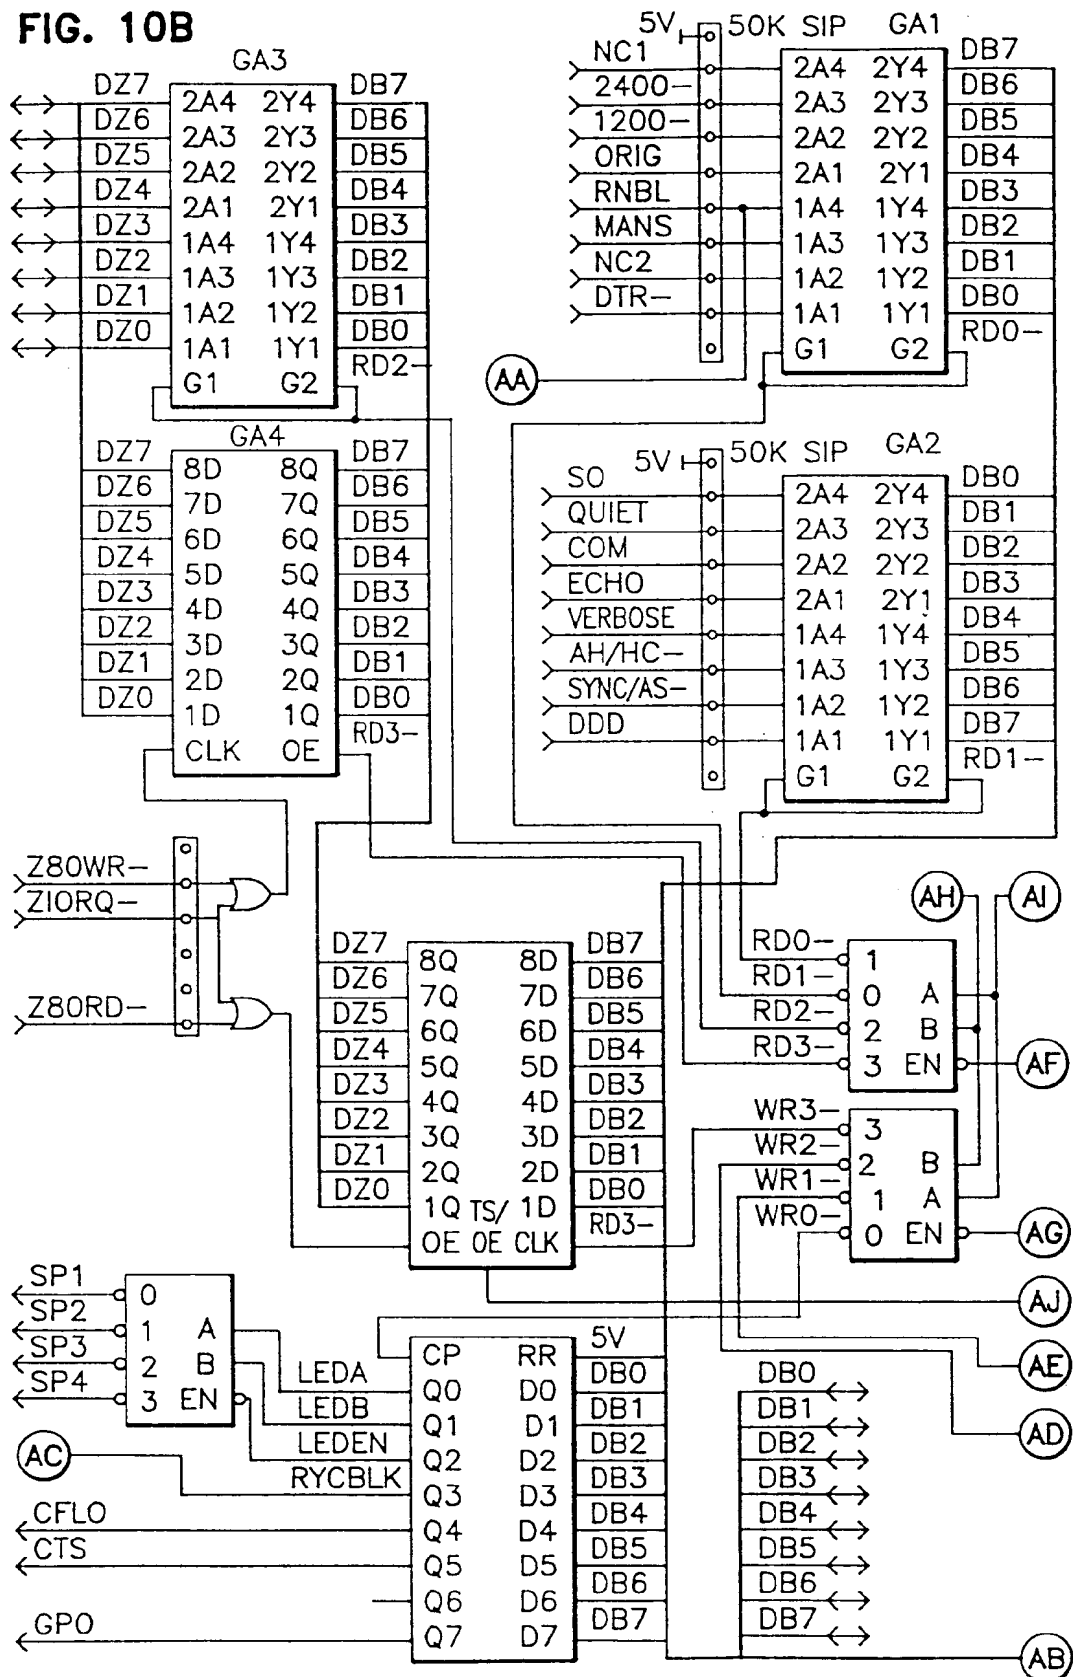 FIG. 10B
GA3
DZ7 2A4 2Y4 DB7
DZ6 2A3 2Y3 DB6
DZ5 2A2 2Y2 DB5
DZ4 2A1 2Y1 DB4
DZ3 1A4 1Y4 DB3
DZ2 1A3 1Y3 DB2
DZ1 1A2 1Y2 DB1
DZ0 1A1 1Y1 DB0
G1 G2 RD2-
5V 50K SIP GA1
NC1 2A4 2Y4 DB7
2400- 2A3 2Y3 DB6
1200- 2A2 2Y2 DB5
ORIG 2A1 2Y1 DB4
RNBL 1A4 1Y4 DB3
MANS 1A3 1Y3 DB2
NC2 1A2 1Y2 DB1
DTR- 1A1 1Y1 DB0
G1 G2 RD0-
AA
GA4
DZ7 8D 8Q DB7
DZ6 7D 7Q DB6
DZ5 6D 6Q DB5
DZ4 5D 5Q DB4
DZ3 4D 4Q DB3
DZ2 3D 3Q DB2
DZ1 2D 2Q DB1
DZ0 1D 1Q DB0
CLK OE RD3-
5V 50K SIP GA2
SO 2A4 2Y4 DB0
QUIET 2A3 2Y3 DB1
COM 2A2 2Y2 DB2
ECHO 2A1 2Y1 DB3
VERBOSE 1A4 1Y4 DB4
AH/HC- 1A3 1Y3 DB5
SYNC/AS- 1A2 1Y2 DB6
DDD 1A1 1Y1 DB7
G1 G2 RD1-
Z80WR-
ZIORQ-
Z80RD-
AH AI
RD0- 1
RD1- 0 A
RD2- 2 B
RD3- 3 EN AF
DZ7 8Q 8D DB7
DZ6 7Q 7D DB6
DZ5 6Q 6D DB5
DZ4 5Q 5D DB4
DZ3 4Q 4D DB3
DZ2 3Q 3D DB2
DZ1 2Q 2D DB1
DZ0 1Q TS/ 1D DB0
OE OE CLK RD3-
WR3- 3
WR2- 2 B
WR1- 1 A
WR0- 0 EN AG
AJ
AE
AD
SP1 0
SP2 1 A
SP3 2 B
SP4 3 EN
CP RR 5V
LEDA Q0 D0 DB0
LEDB Q1 D1 DB1
LEDEN Q2 D2 DB2
AC RYCBLK Q3 D3 DB3
CFLO Q4 D4 DB4
CTS Q5 D5 DB5
Q6 D6 DB6
GPO Q7 D7 DB7
DB0
DB1
DB2
DB3
DB4
DB5
DB6
DB7
AB